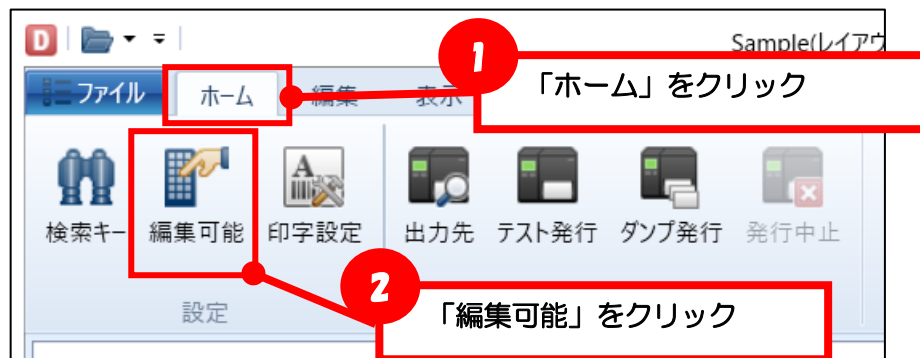 D
Sample(レイアウ
1
「ホーム」をクリック
ファイル ホーム 編集 表示
検索キー 編集可能 印字設定 出力先 テスト発行 ダンプ発行 発行中止
2
「編集可能」をクリック
設定